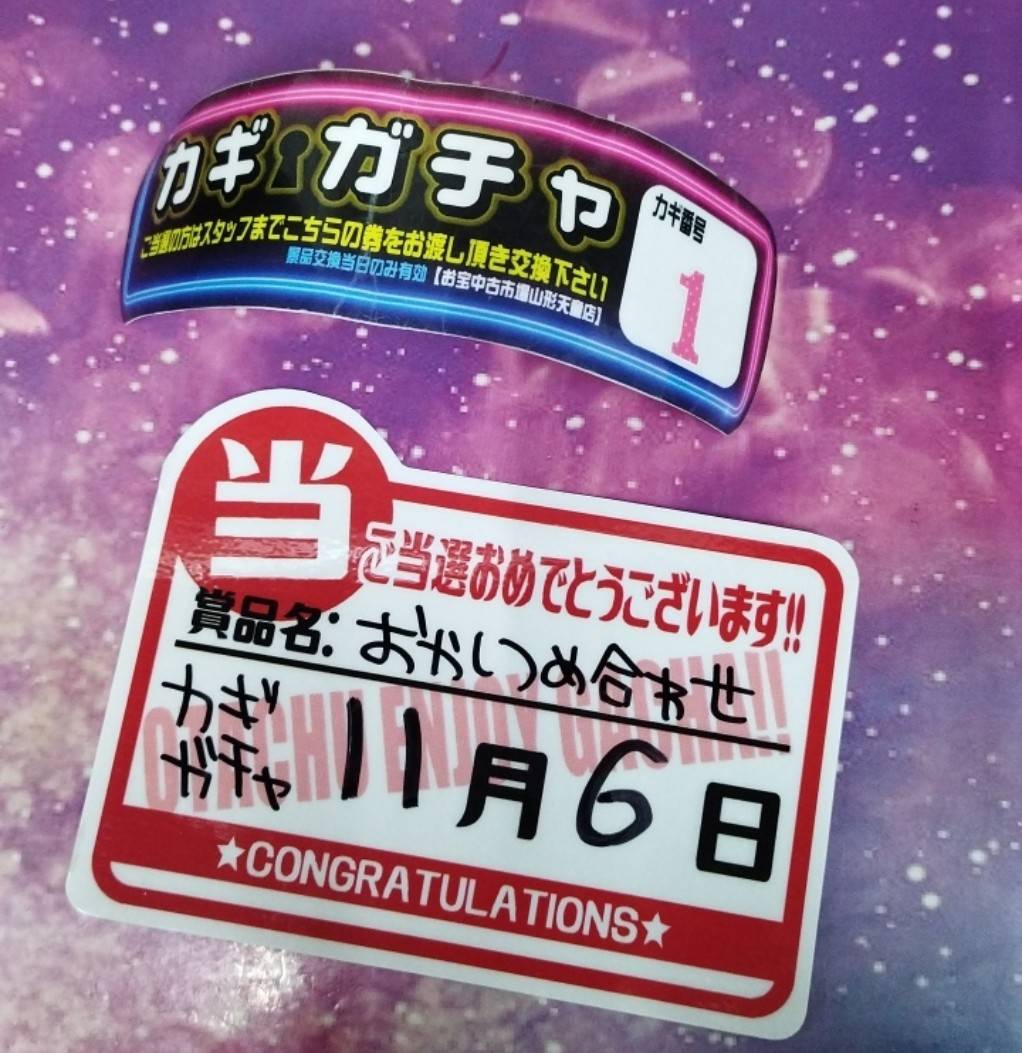 カギ ガチャ
カギ番号
1
ご当選の方はスタッフまでこちらの券をお渡し頂き交換下さい
景品交換当日のみ有効【お宝中古市場山形天童店】
当
ご当選おめでとうございます!!
賞品名: おかしつめ合わせ
OTACHU ENJOY GACHA!!
カギ
ガチャ 11月6日
★CONGRATULATIONS★